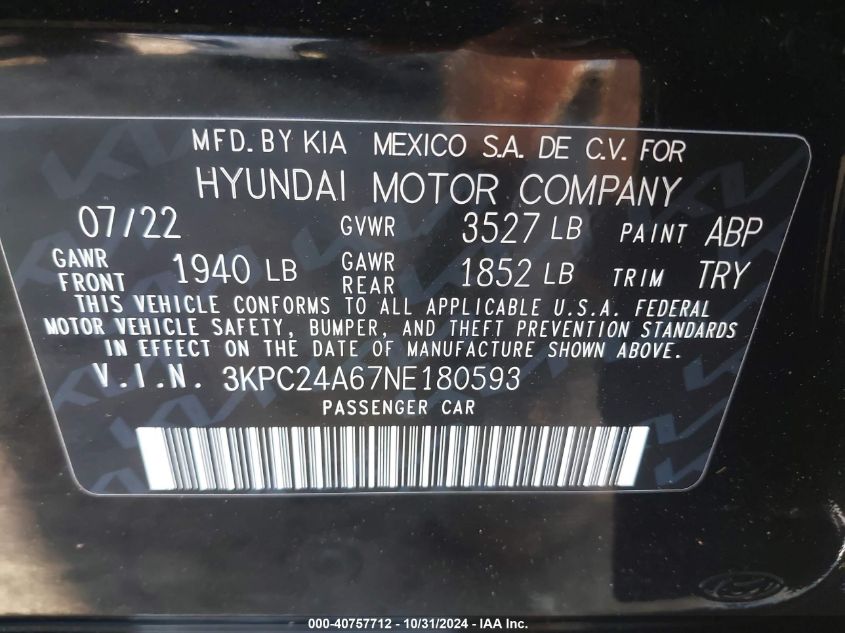 MFD. BY KIA MEXICO S.A. DE C.V. FOR
HYUNDAI MOTOR COMPANY
07/22 GVWR 3527 LB PAINT ABP
GAWR FRONT 1940 LB GAWR REAR 1852 LB TRIM TRY
THIS VEHICLE CONFORMS TO ALL APPLICABLE U.S.A. FEDERAL
MOTOR VEHICLE SAFETY, BUMPER, AND THEFT PREVENTION STANDARDS
IN EFFECT ON THE DATE OF MANUFACTURE SHOWN ABOVE.
V.I.N. 3KPC24A67NE180593
PASSENGER CAR
000-40757712 - 10/31/2024 - IAA Inc.